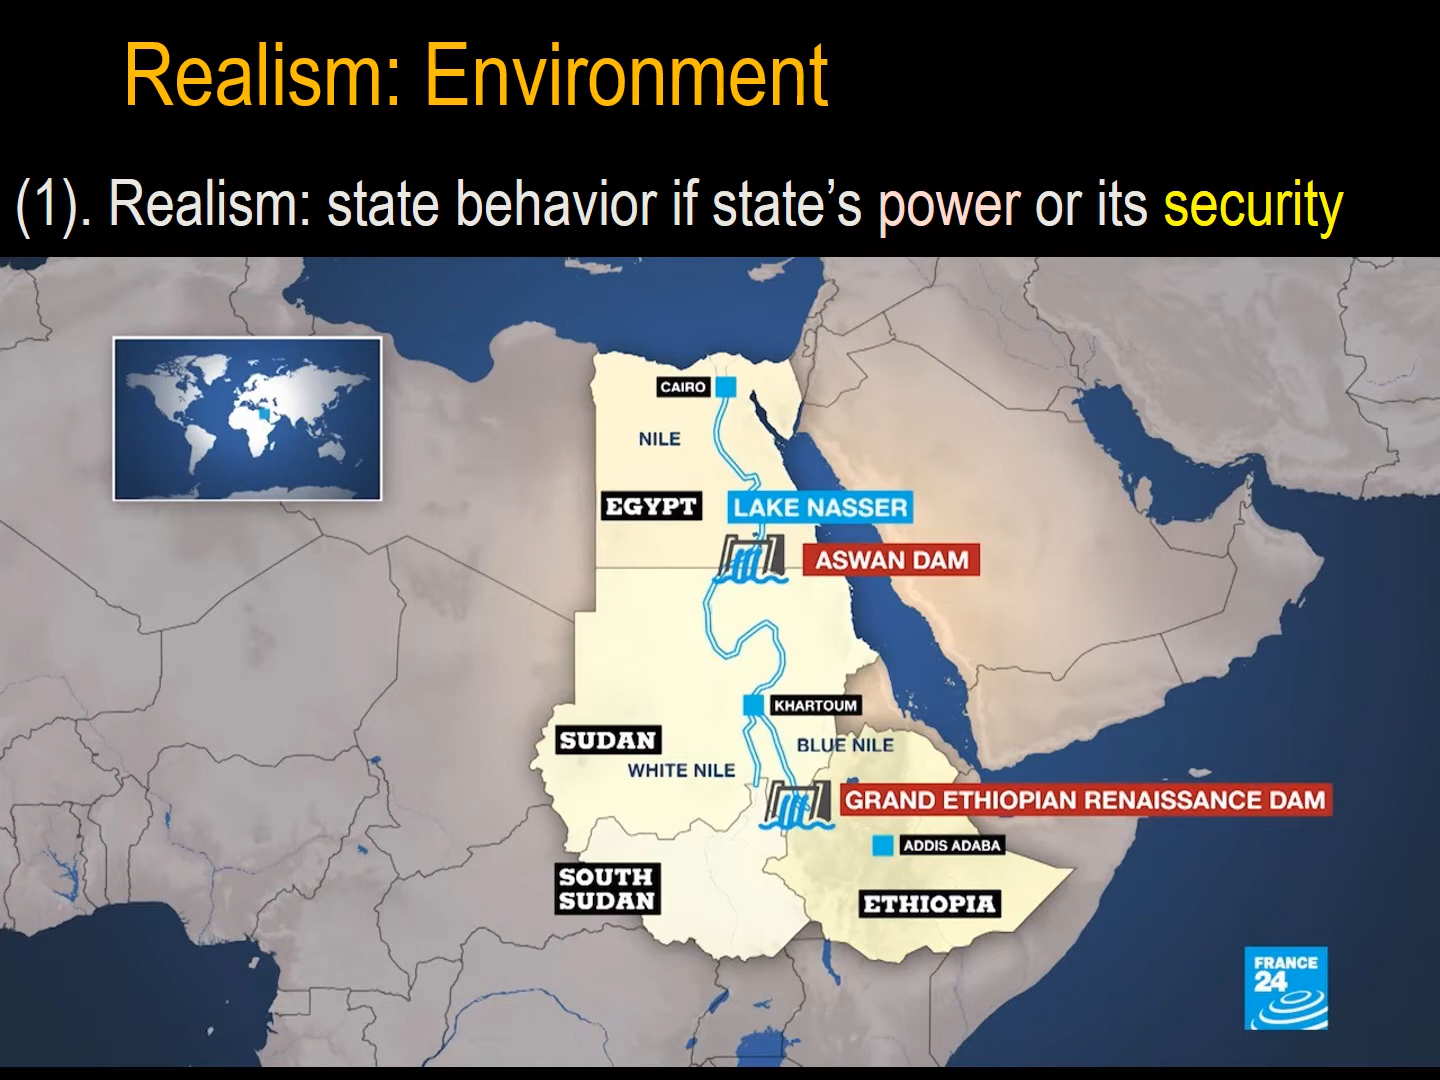 Realism: Environment
(1). Realism: state behavior if state’s power or its security
CAIRO
NILE
EGYPT
LAKE NASSER
ASWAN DAM
KHARTOUM
SUDAN
BLUE NILE
WHITE NILE
GRAND ETHIOPIAN RENAISSANCE DAM
ADDIS ADABA
SOUTH
SUDAN
ETHIOPIA
FRANCE
24